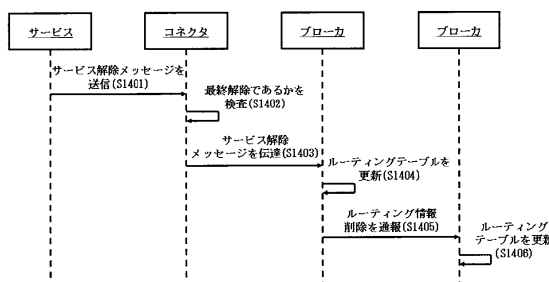 サービス
コネクタ
ブローカ
ブローカ
サービス解除メッセージを
送信(S1401)
最終解除であるかを
検査(S1402)
サービス解除
メッセージを伝達(S1403)
ルーティングテーブルを
更新(S1404)
ルーティング情報
削除を通報(S1405)
ルーティング
テーブルを更新
(S1406)